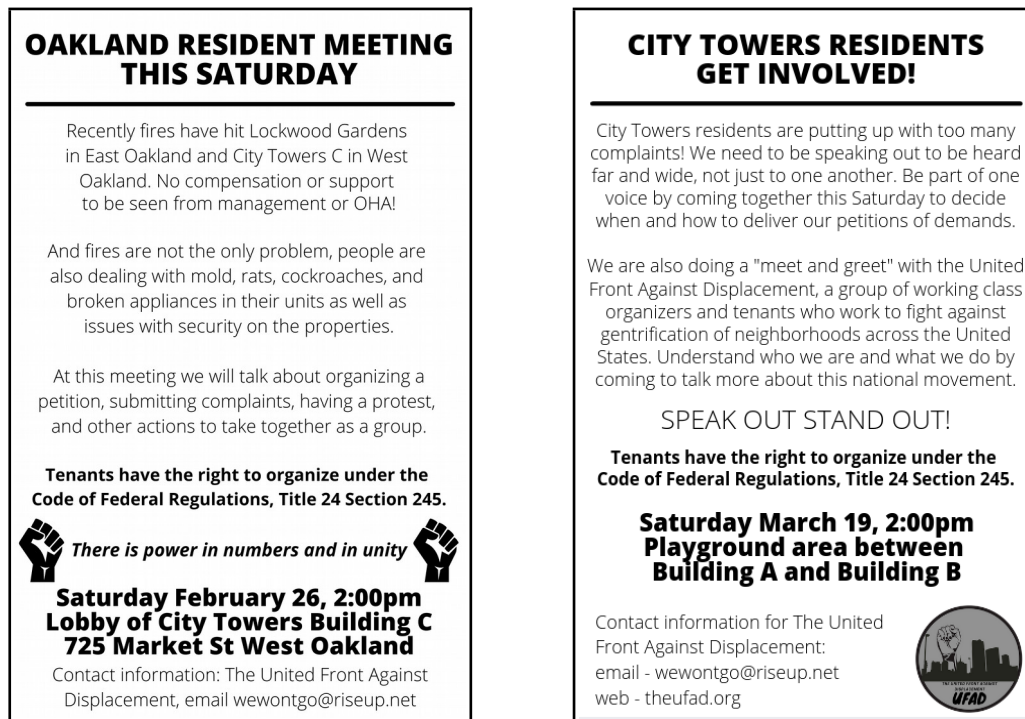 OAKLAND RESIDENT MEETING
THIS SATURDAY
Recently fires have hit Lockwood Gardens
in East Oakland and City Towers C in West
Oakland. No compensation or support
to be seen from management or OHA!
And fires are not the only problem, people are
also dealing with mold, rats, cockroaches, and
broken appliances in their units as well as
issues with security on the properties.
At this meeting we will talk about organizing a
petition, submitting complaints, having a protest,
and other actions to take together as a group.
Tenants have the right to organize under the
Code of Federal Regulations, Title 24 Section 245.
There is power in numbers and in unity
Saturday February 26, 2:00pm
Lobby of City Towers Building C
725 Market St West Oakland
Contact information: The United Front Against
Displacement, email wewontgo@riseup.net
CITY TOWERS RESIDENTS
GET INVOLVED!
City Towers residents are putting up with too many
complaints! We need to be speaking out to be heard
far and wide, not just to one another. Be part of one
voice by coming together this Saturday to decide
when and how to deliver our petitions of demands.
We are also doing a "meet and greet" with the United
Front Against Displacement, a group of working class
organizers and tenants who work to fight against
gentrification of neighborhoods across the United
States. Understand who we are and what we do by
coming to talk more about this national movement.
SPEAK OUT STAND OUT!
Tenants have the right to organize under the
Code of Federal Regulations, Title 24 Section 245.
Saturday March 19, 2:00pm
Playground area between
Building A and Building B
Contact information for The United
Front Against Displacement:
email - wewontgo@riseup.net
web - theufad.org
THE UNITED FRONT AGAINST
DISPLACEMENT
UFAD